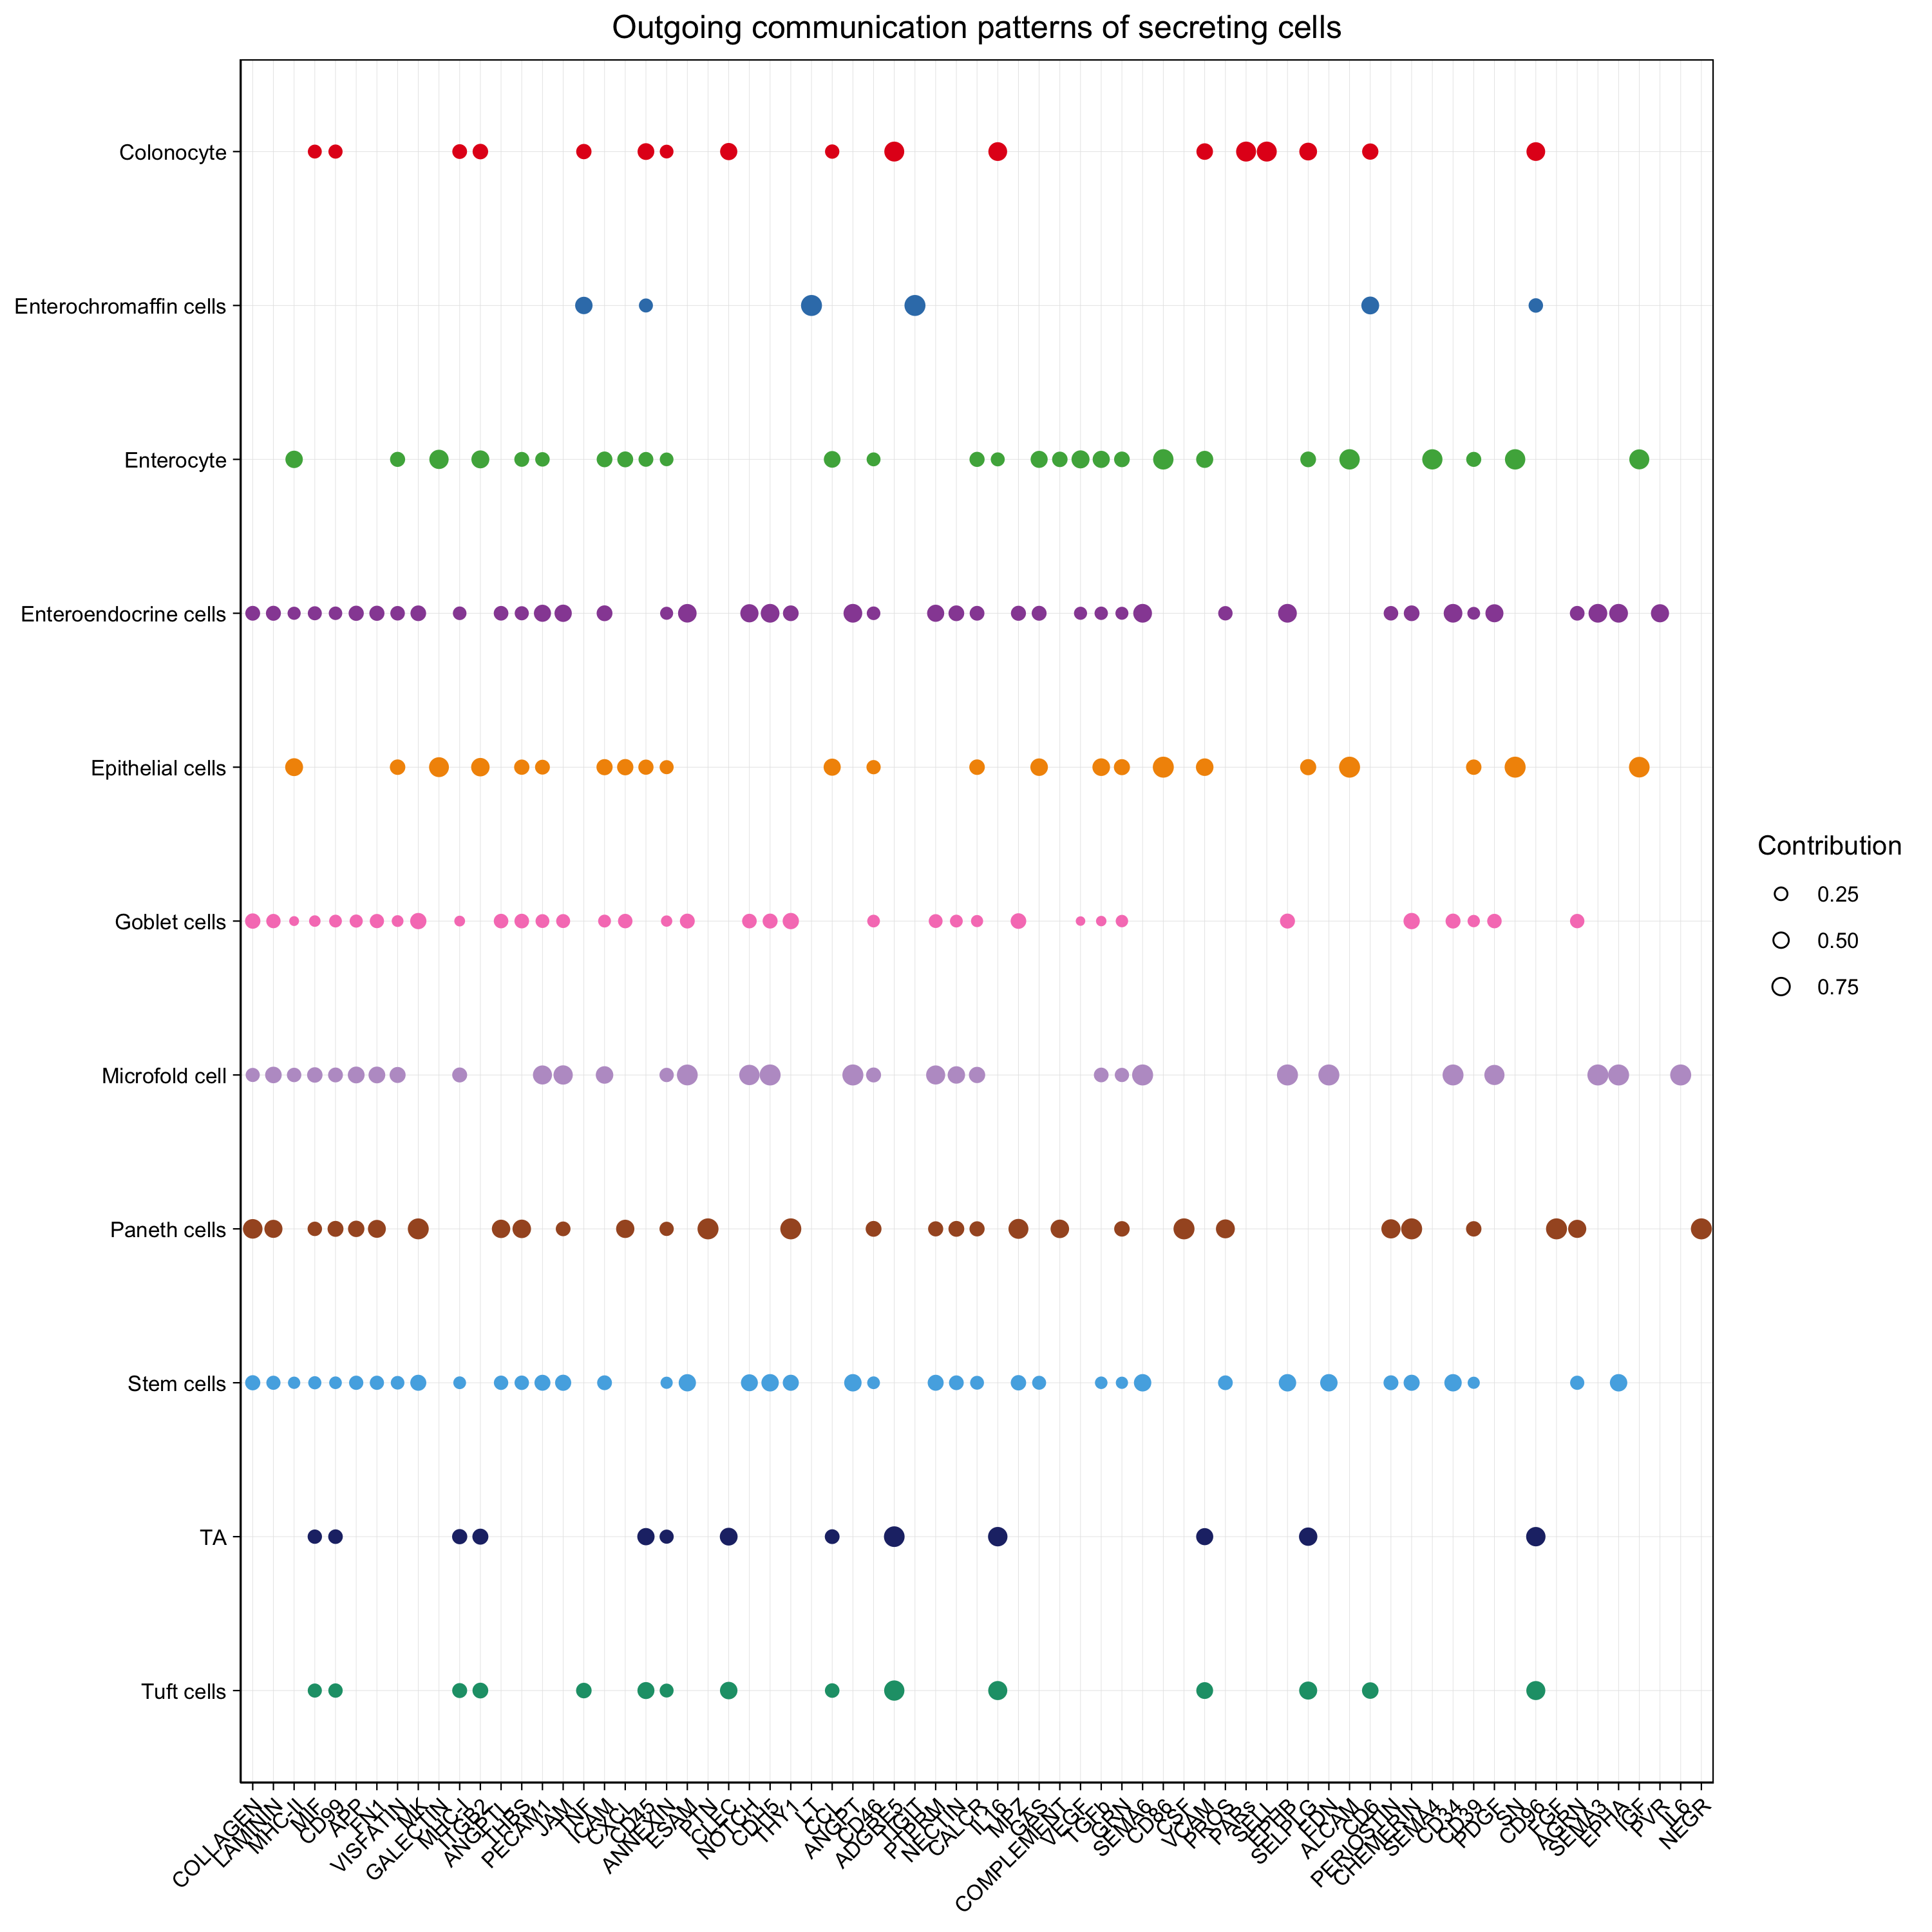 Outgoing communication patterns of secreting cells
Colonocyte
Enterochromaffin cells
Enterocyte
Enteroendocrine cells
Epithelial cells
Goblet cells
Microfold cell
Paneth cells
Stem cells
TA
Tuft cells
COLLAGEN
LAMININ
MHC-II
MIF
CD99
APP
FN1
VISFATIN
MK
GALECTIN
MHC-I
ITGB2
ANGPTL
THBS
PECAM1
JAM
TNF
ICAM
CXCL
CD45
ANNEXIN
ESAM
PTN
CLEC
NOTCH
CDH5
THY1
LT
CCL
ANGPT
CD46
ADGRE5
TIGIT
PTPRM
NECTIN
CALCR
IL16
MPZ
GAS
COMPLEMENT
VEGF
TGFb
GRN
SEMA6
CD86
CSF
VCAM
PROS
PARs
SELL
EPHB
SELPLG
EDN
ALCAM
CD6
PERIOSTIN
CHEMERIN
SEMA4
CD34
CD39
PDGF
SN
CD96
AGRN
SEMA3
EPHA
IGF
PVR
IL6
NEGR
Contribution
0.25
0.50
0.75